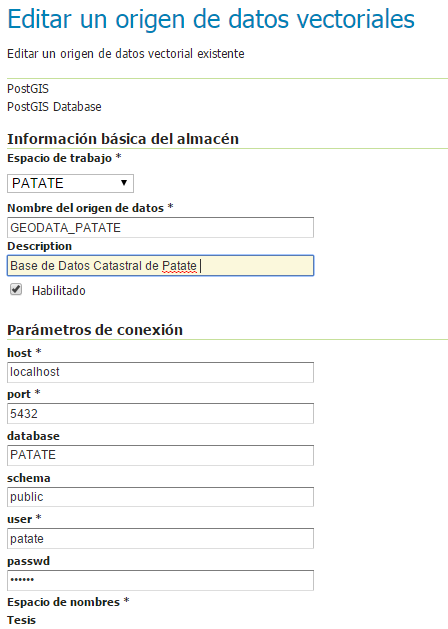 Editar un origen de datos vectoriales
Editar un origen de datos vectorial existente
PostGIS
PostGIS Database
Información básica del almacén
Espacio de trabajo *
PATATE
Nombre del origen de datos *
GEODATA_PATATE
Description
Base de Datos Catastral de Patate
Habilitado
Parámetros de conexión
host *
localhost
port *
5432
database
PATATE
schema
public
user *
patate
passwd
••••••
Espacio de nombres *
Tesis